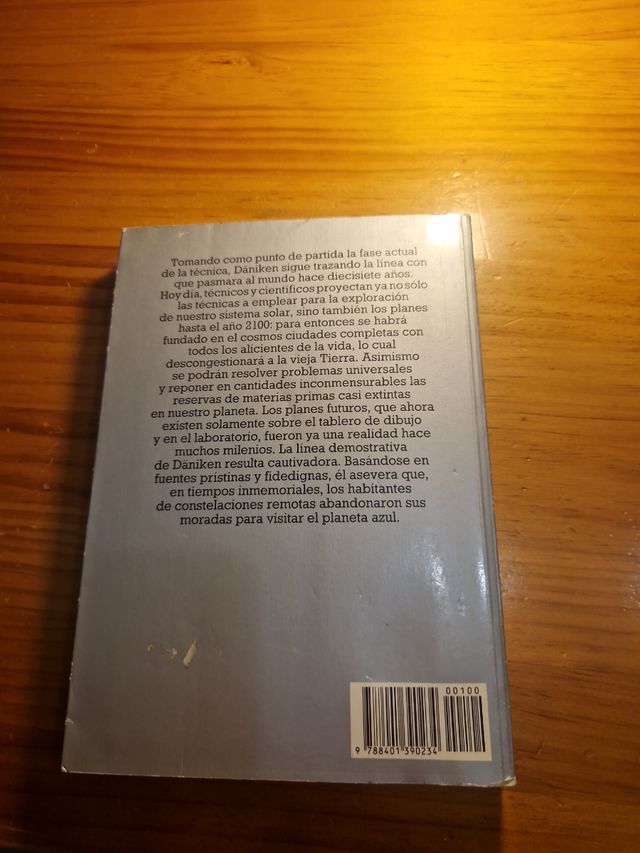 Tomando como punto de partida la fase actual
de la técnica, Däniken sigue trazando la línea con
que pasmara al mundo hace diecisiete años.
Hoy día, técnicos y científicos proyectan ya no sólo
las técnicas a emplear para la exploración
de nuestro sistema solar, sino también los planes
hasta el año 2100: para entonces se habrá
fundado en el cosmos ciudades completas con
todos los alicientes de la vida, lo cual
descongestionará a la vieja Tierra. Asimismo
se podrán resolver problemas universales
y reponer en cantidades inconmensurables las
reservas de materias primas casi extintas
en nuestro planeta. Los planes futuros, que ahora
existen solamente sobre el tablero de dibujo
y en el laboratorio, fueron ya una realidad hace
muchos milenios. La línea demostrativa
de Däniken resulta cautivadora. Basándose en
fuentes prístinas y fidedignas, él asevera que,
en tiempos inmemoriales, los habitantes
de constelaciones remotas abandonaron sus
moradas para visitar el planeta azul.
00100
9 788401 390234